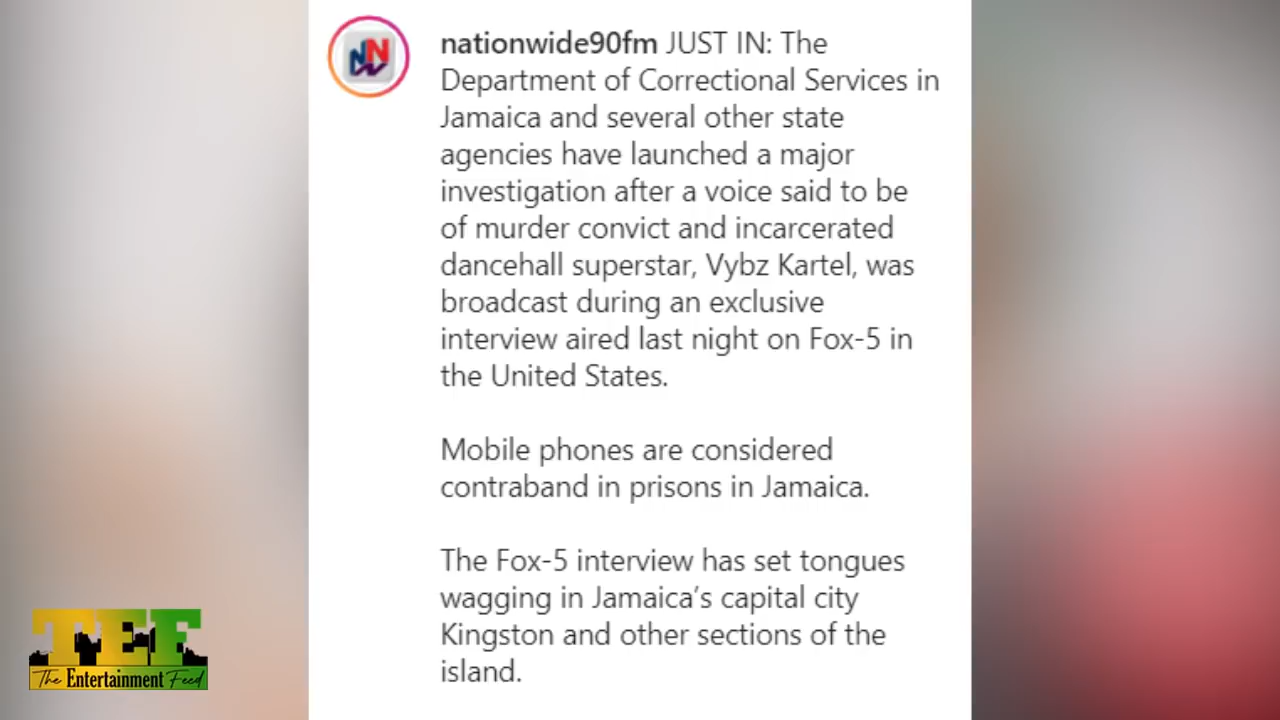 nationwide90fm JUST IN: The
Department of Correctional Services in
Jamaica and several other state
agencies have launched a major
investigation after a voice said to be
of murder convict and incarcerated
dancehall superstar, Vybz Kartel, was
broadcast during an exclusive
interview aired last night on Fox-5 in
the United States.
Mobile phones are considered
contraband in prisons in Jamaica.
The Fox-5 interview has set tongues
wagging in Jamaica's capital city
Kingston and other sections of the
island.
TEF
The Entertainment Feed